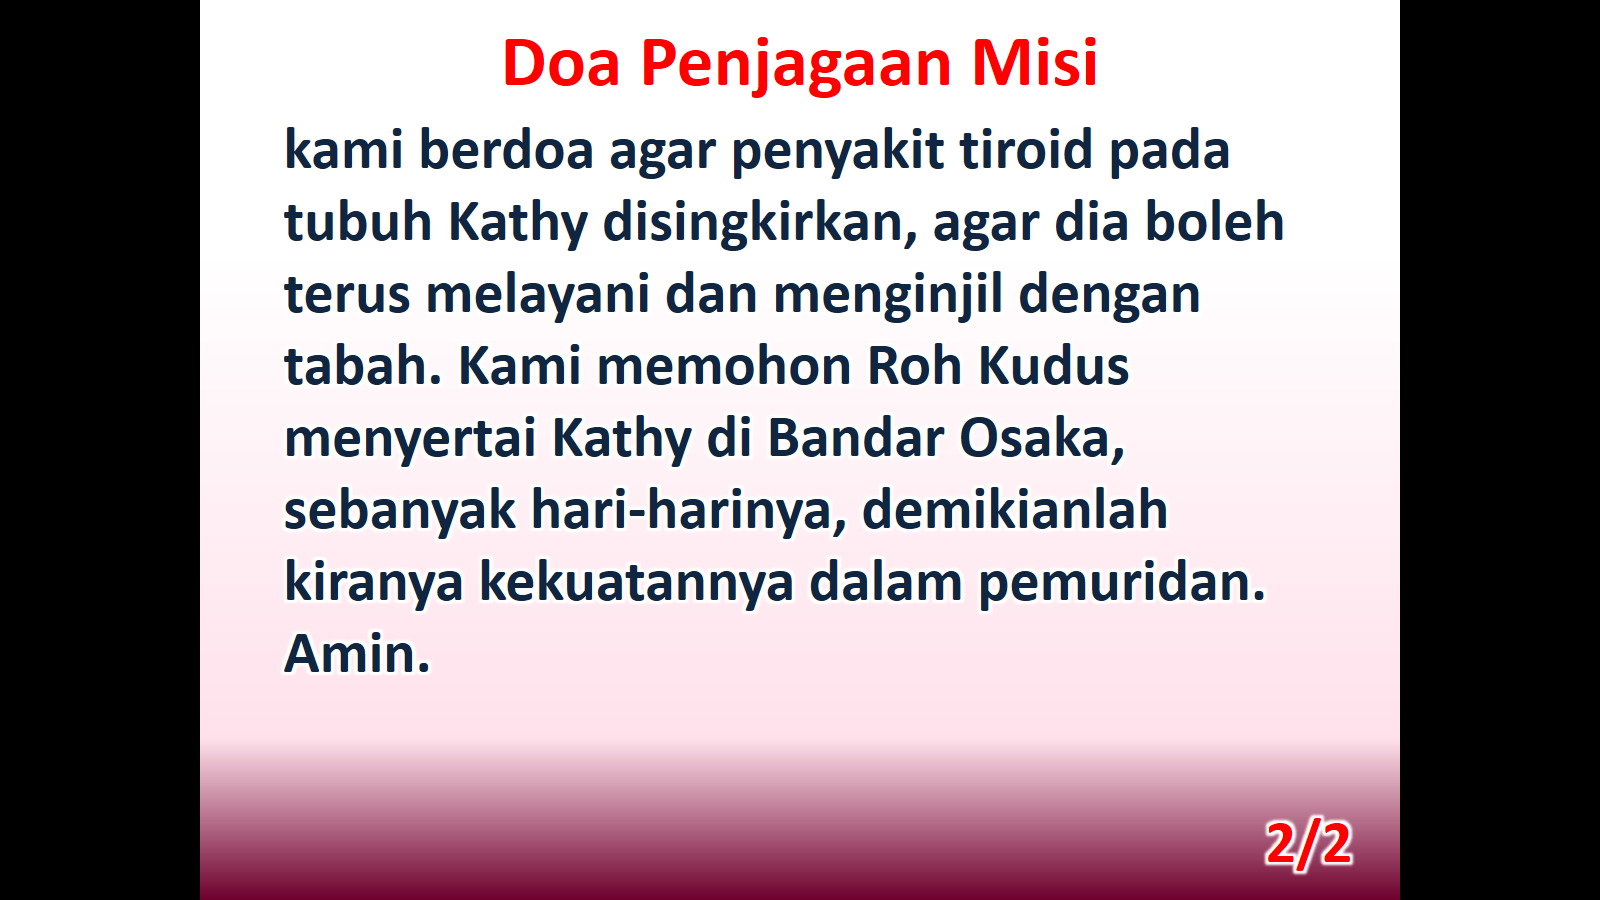 Doa Penjagaan Misi
kami berdoa agar penyakit tiroid pada
tubuh Kathy disingkirkan, agar dia boleh
terus melayani dan menginjil dengan
tabah. Kami memohon Roh Kudus
menyertai Kathy di Bandar Osaka,
sebanyak hari-harinya, demikianlah
kiranya kekuatannya dalam pemuridan.
Amin.
2/2